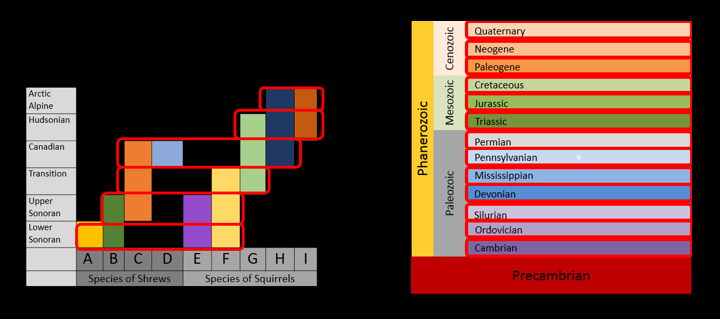 Arctic
Alpine
Hudsonian
Canadian
Transition
Upper
Sonoran
Lower
Sonoran
A B C D E F G H I
Species of Shrews Species of Squirrels
Phanerozoic
Cenozoic
Quaternary
Neogene
Paleogene
Mesozoic
Cretaceous
Jurassic
Triassic
Paleozoic
Permian
Pennsylvanian
Mississippian
Devonian
Silurian
Ordovician
Cambrian
Precambrian